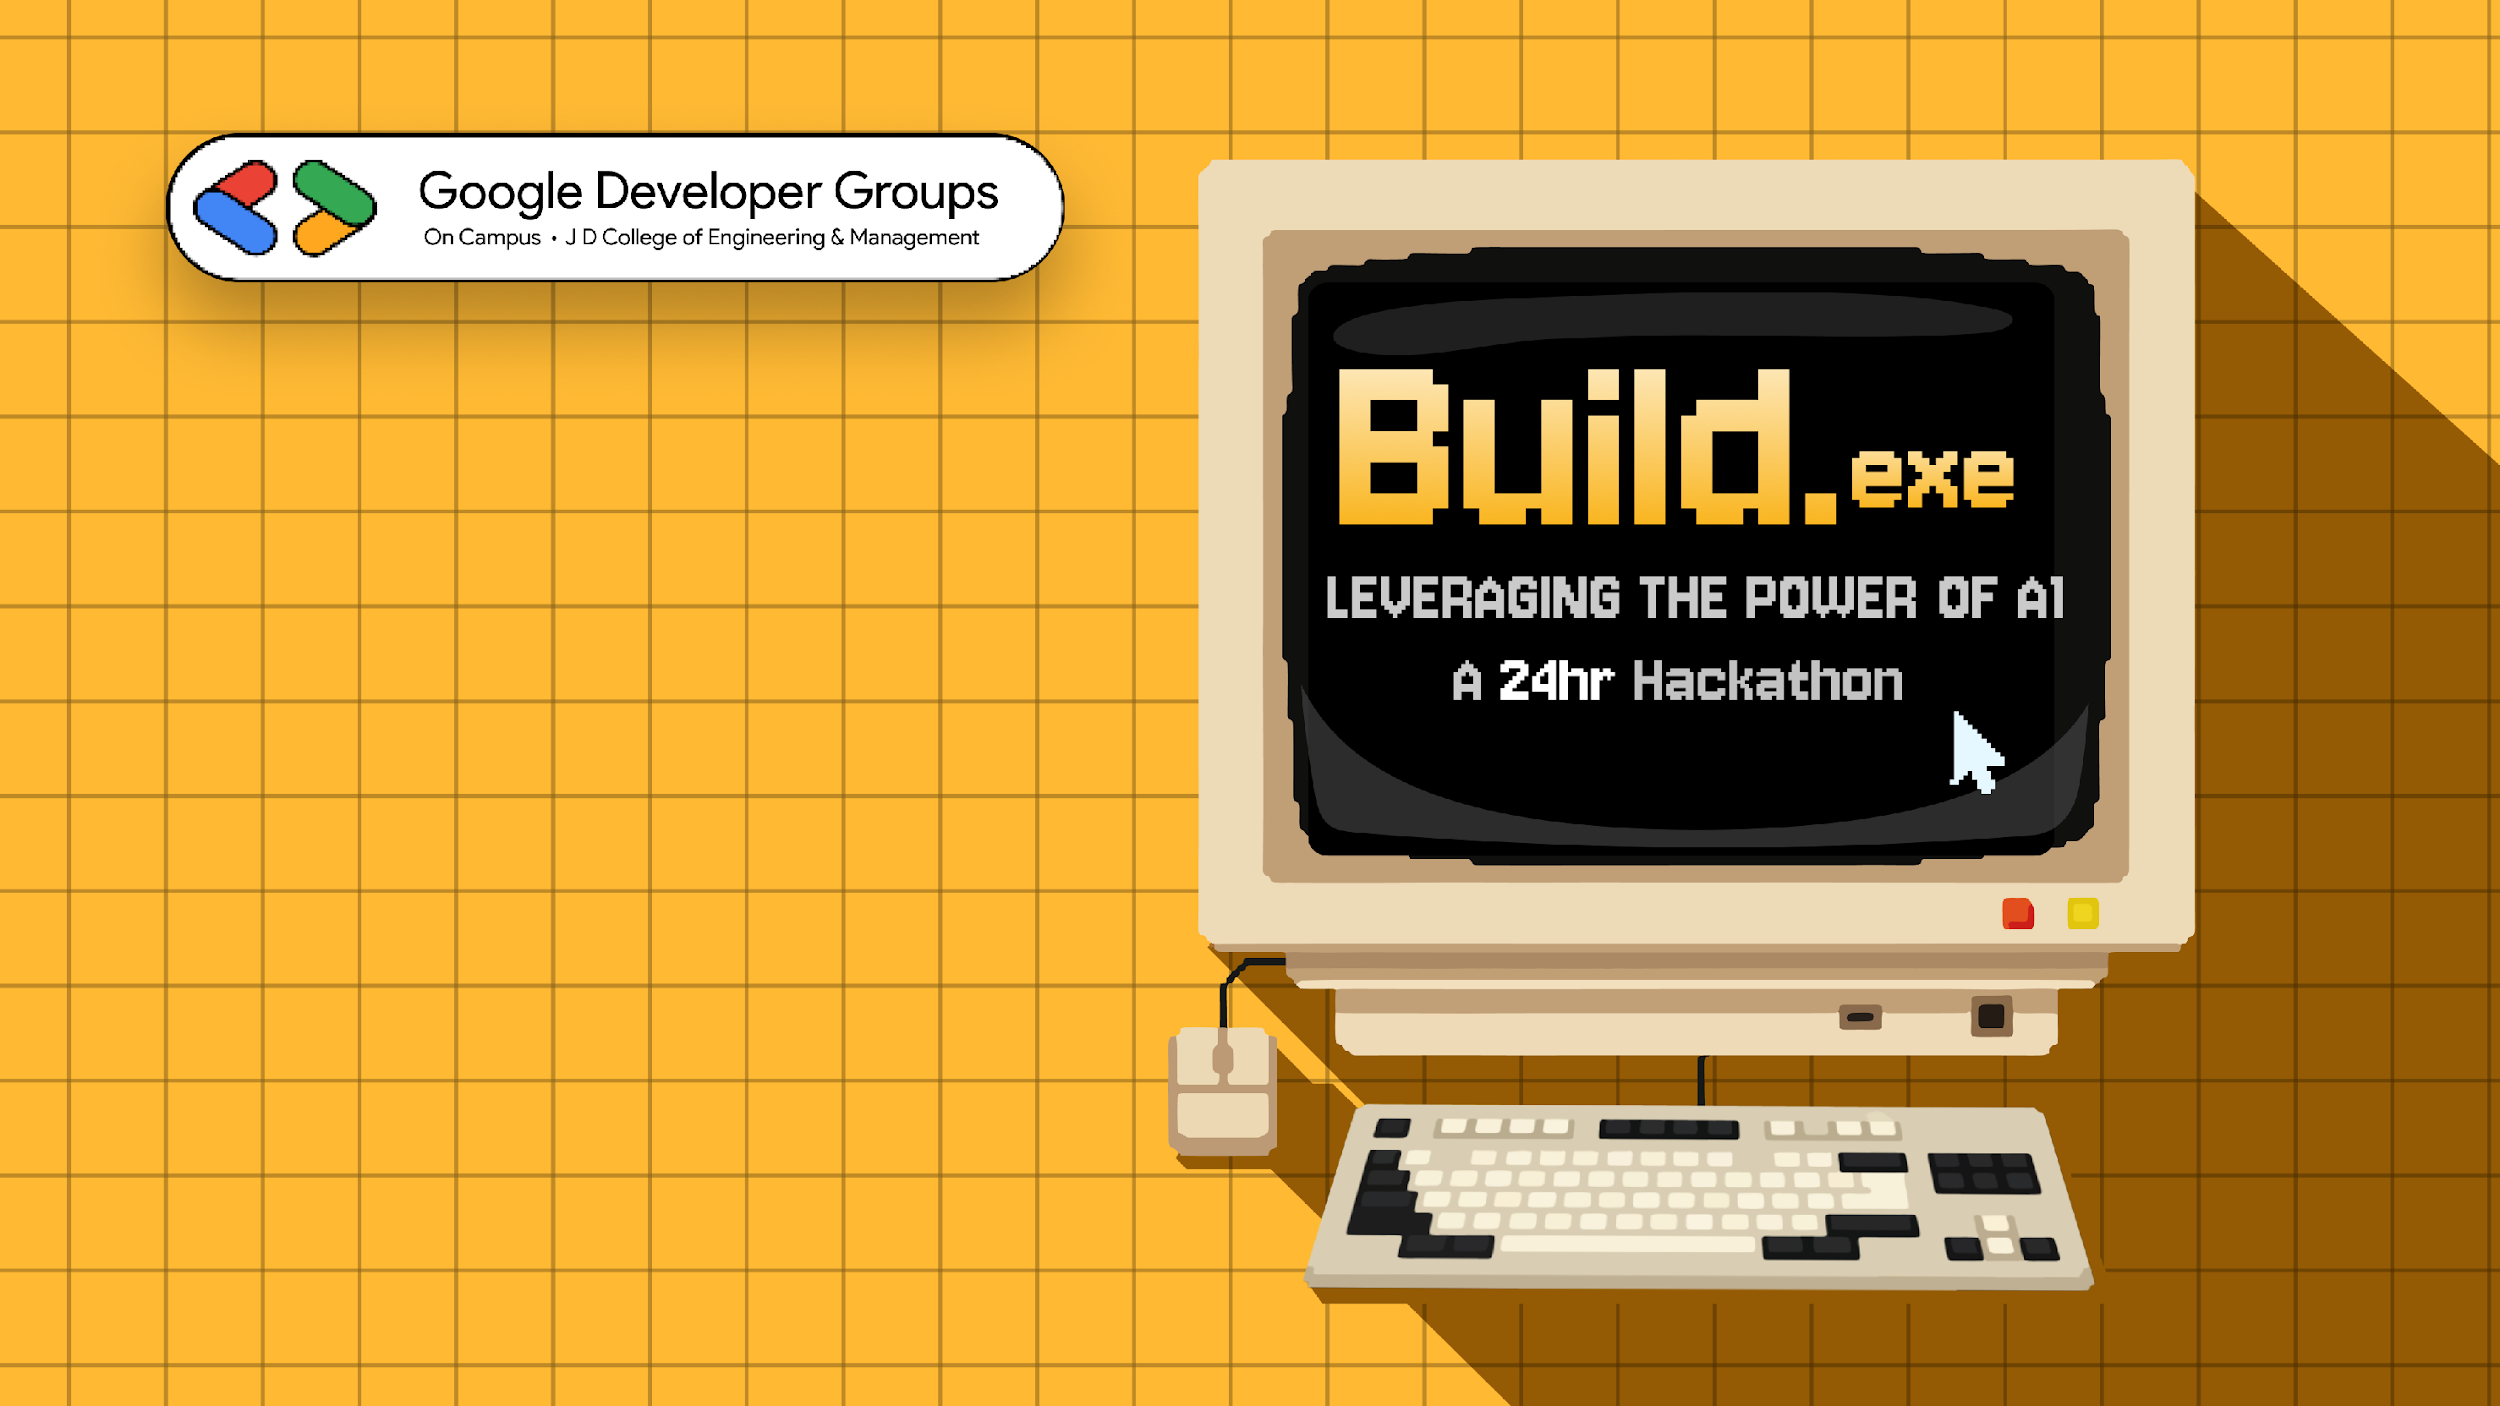 Google Developer Groups
On Campus • J D College of Engineering & Management
Build.exe
LEVERAGING THE POWER OF AI
A 24hr Hackathon